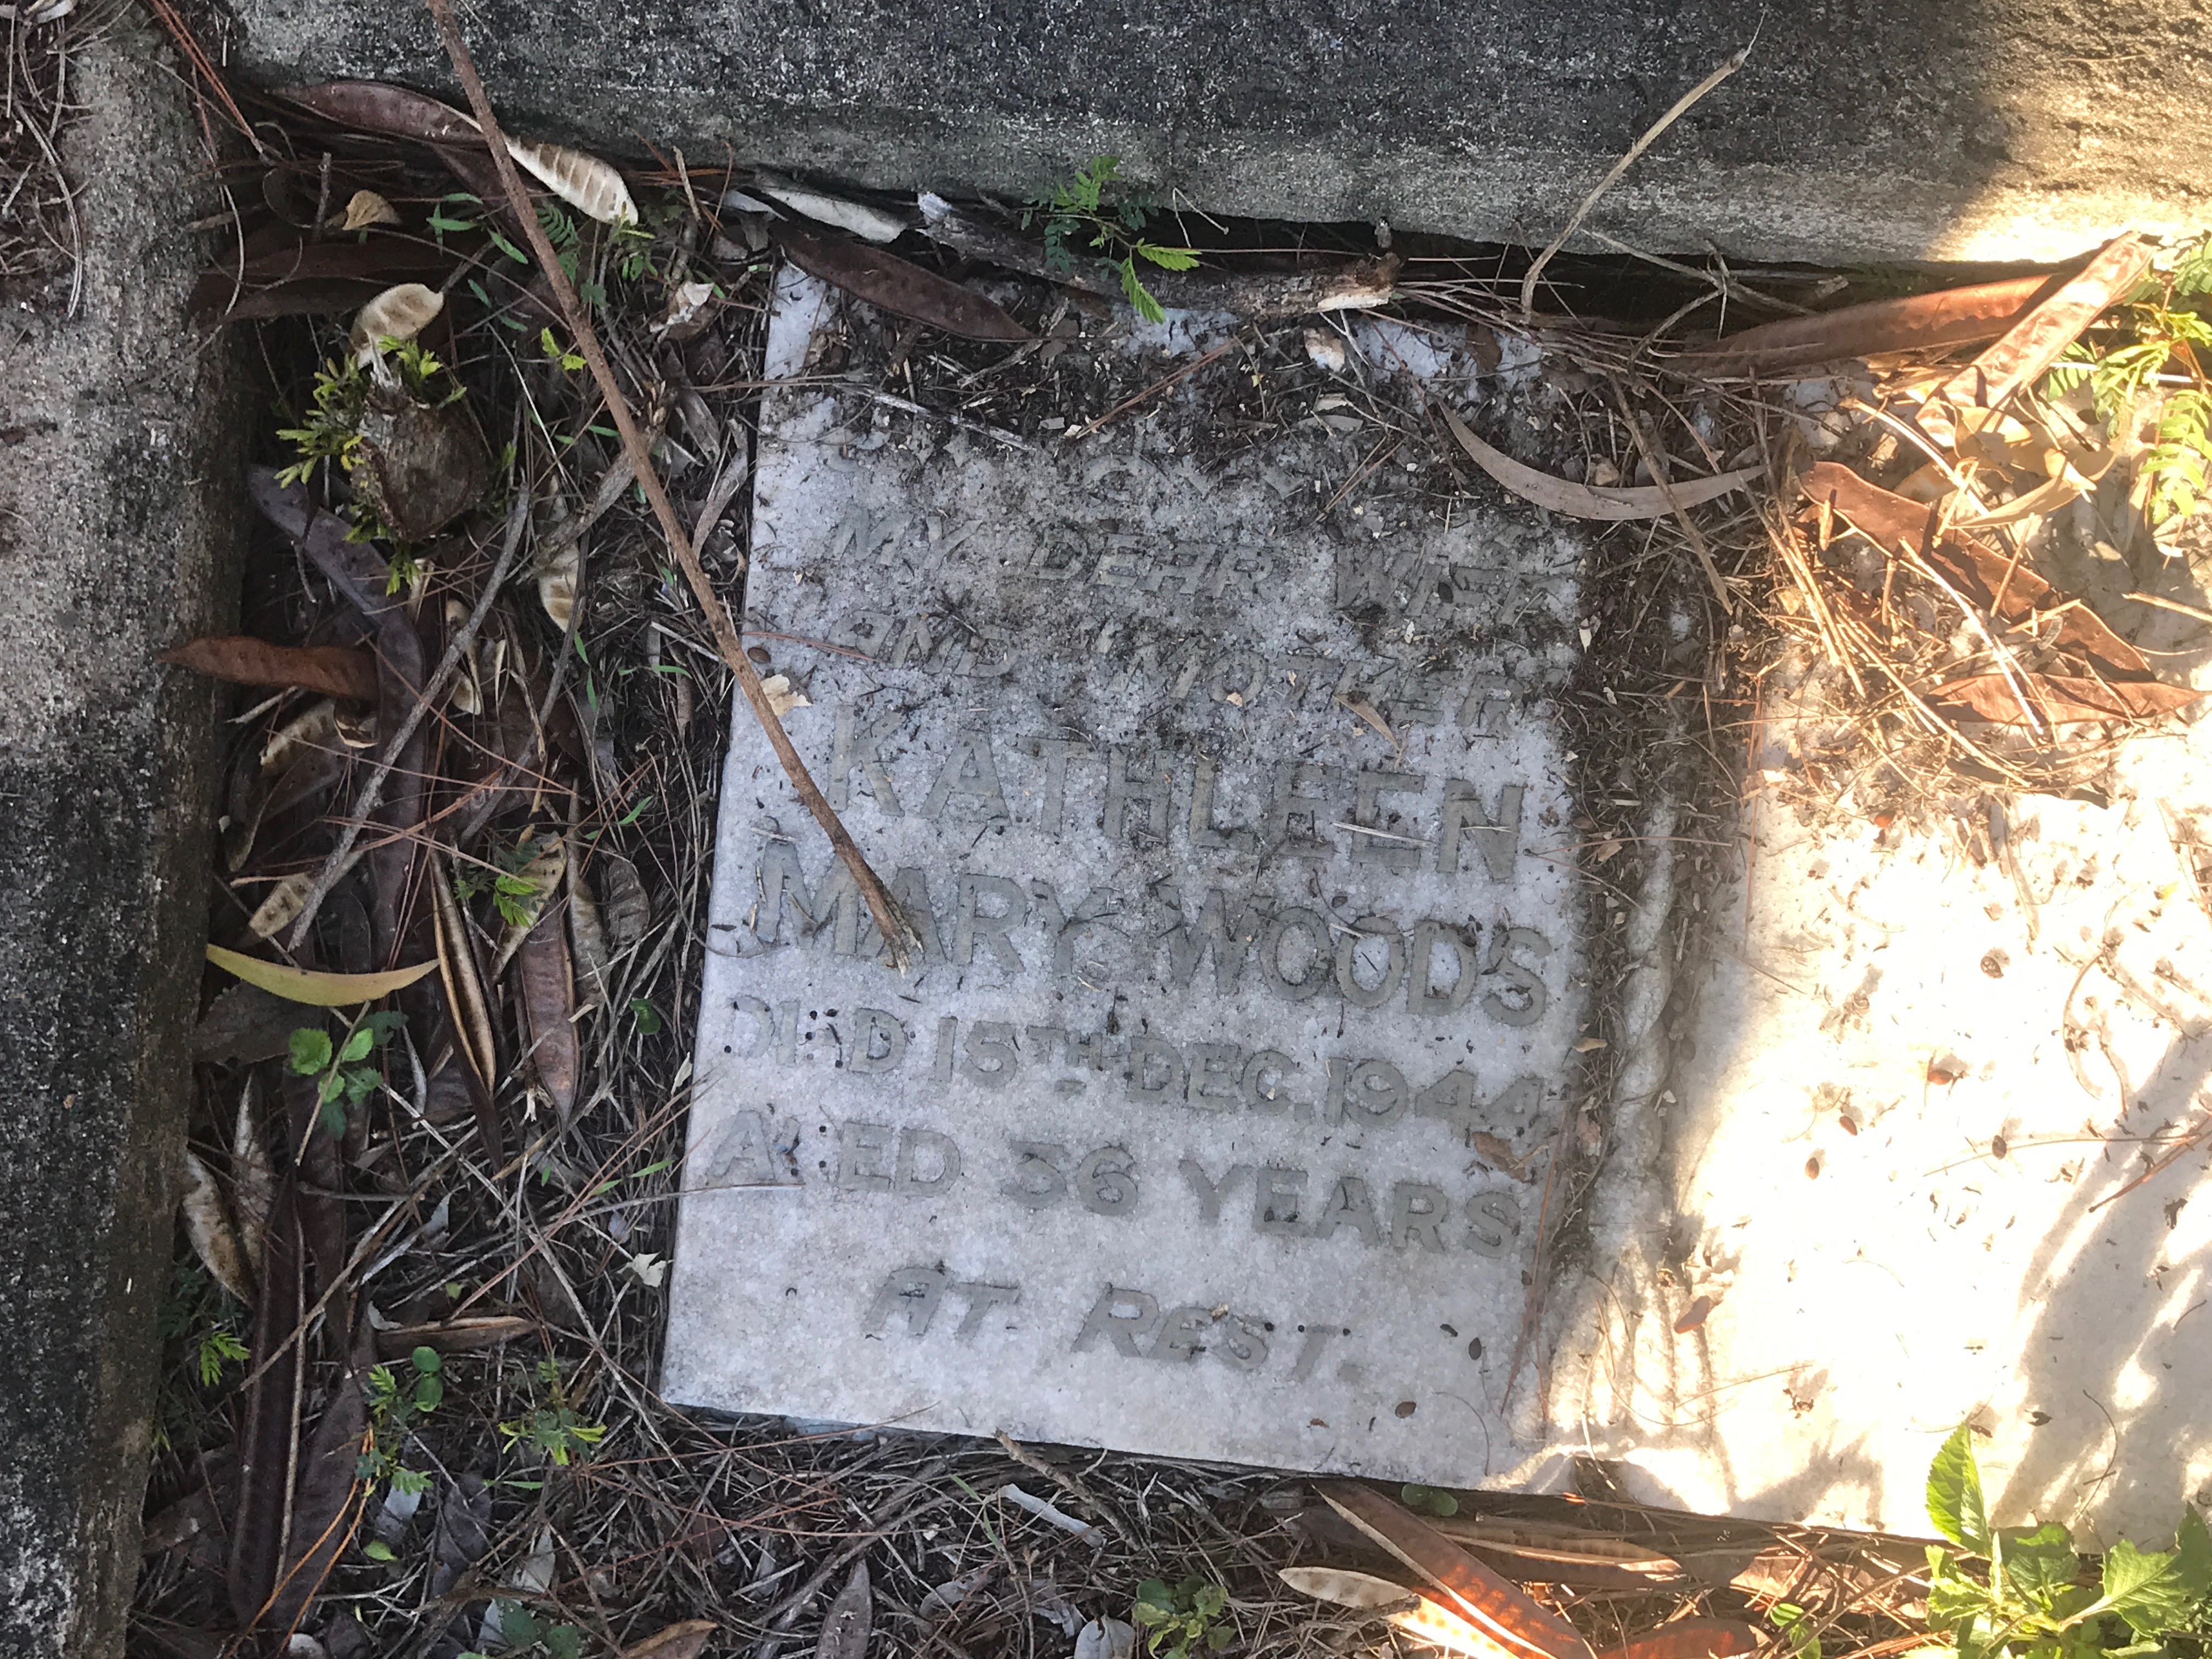 MY DEAR WIFE
AND MOTHER
KATHLEEN
MARY WOODS
DIED 15TH DEC. 1944
AGED 36 YEARS
AT REST.